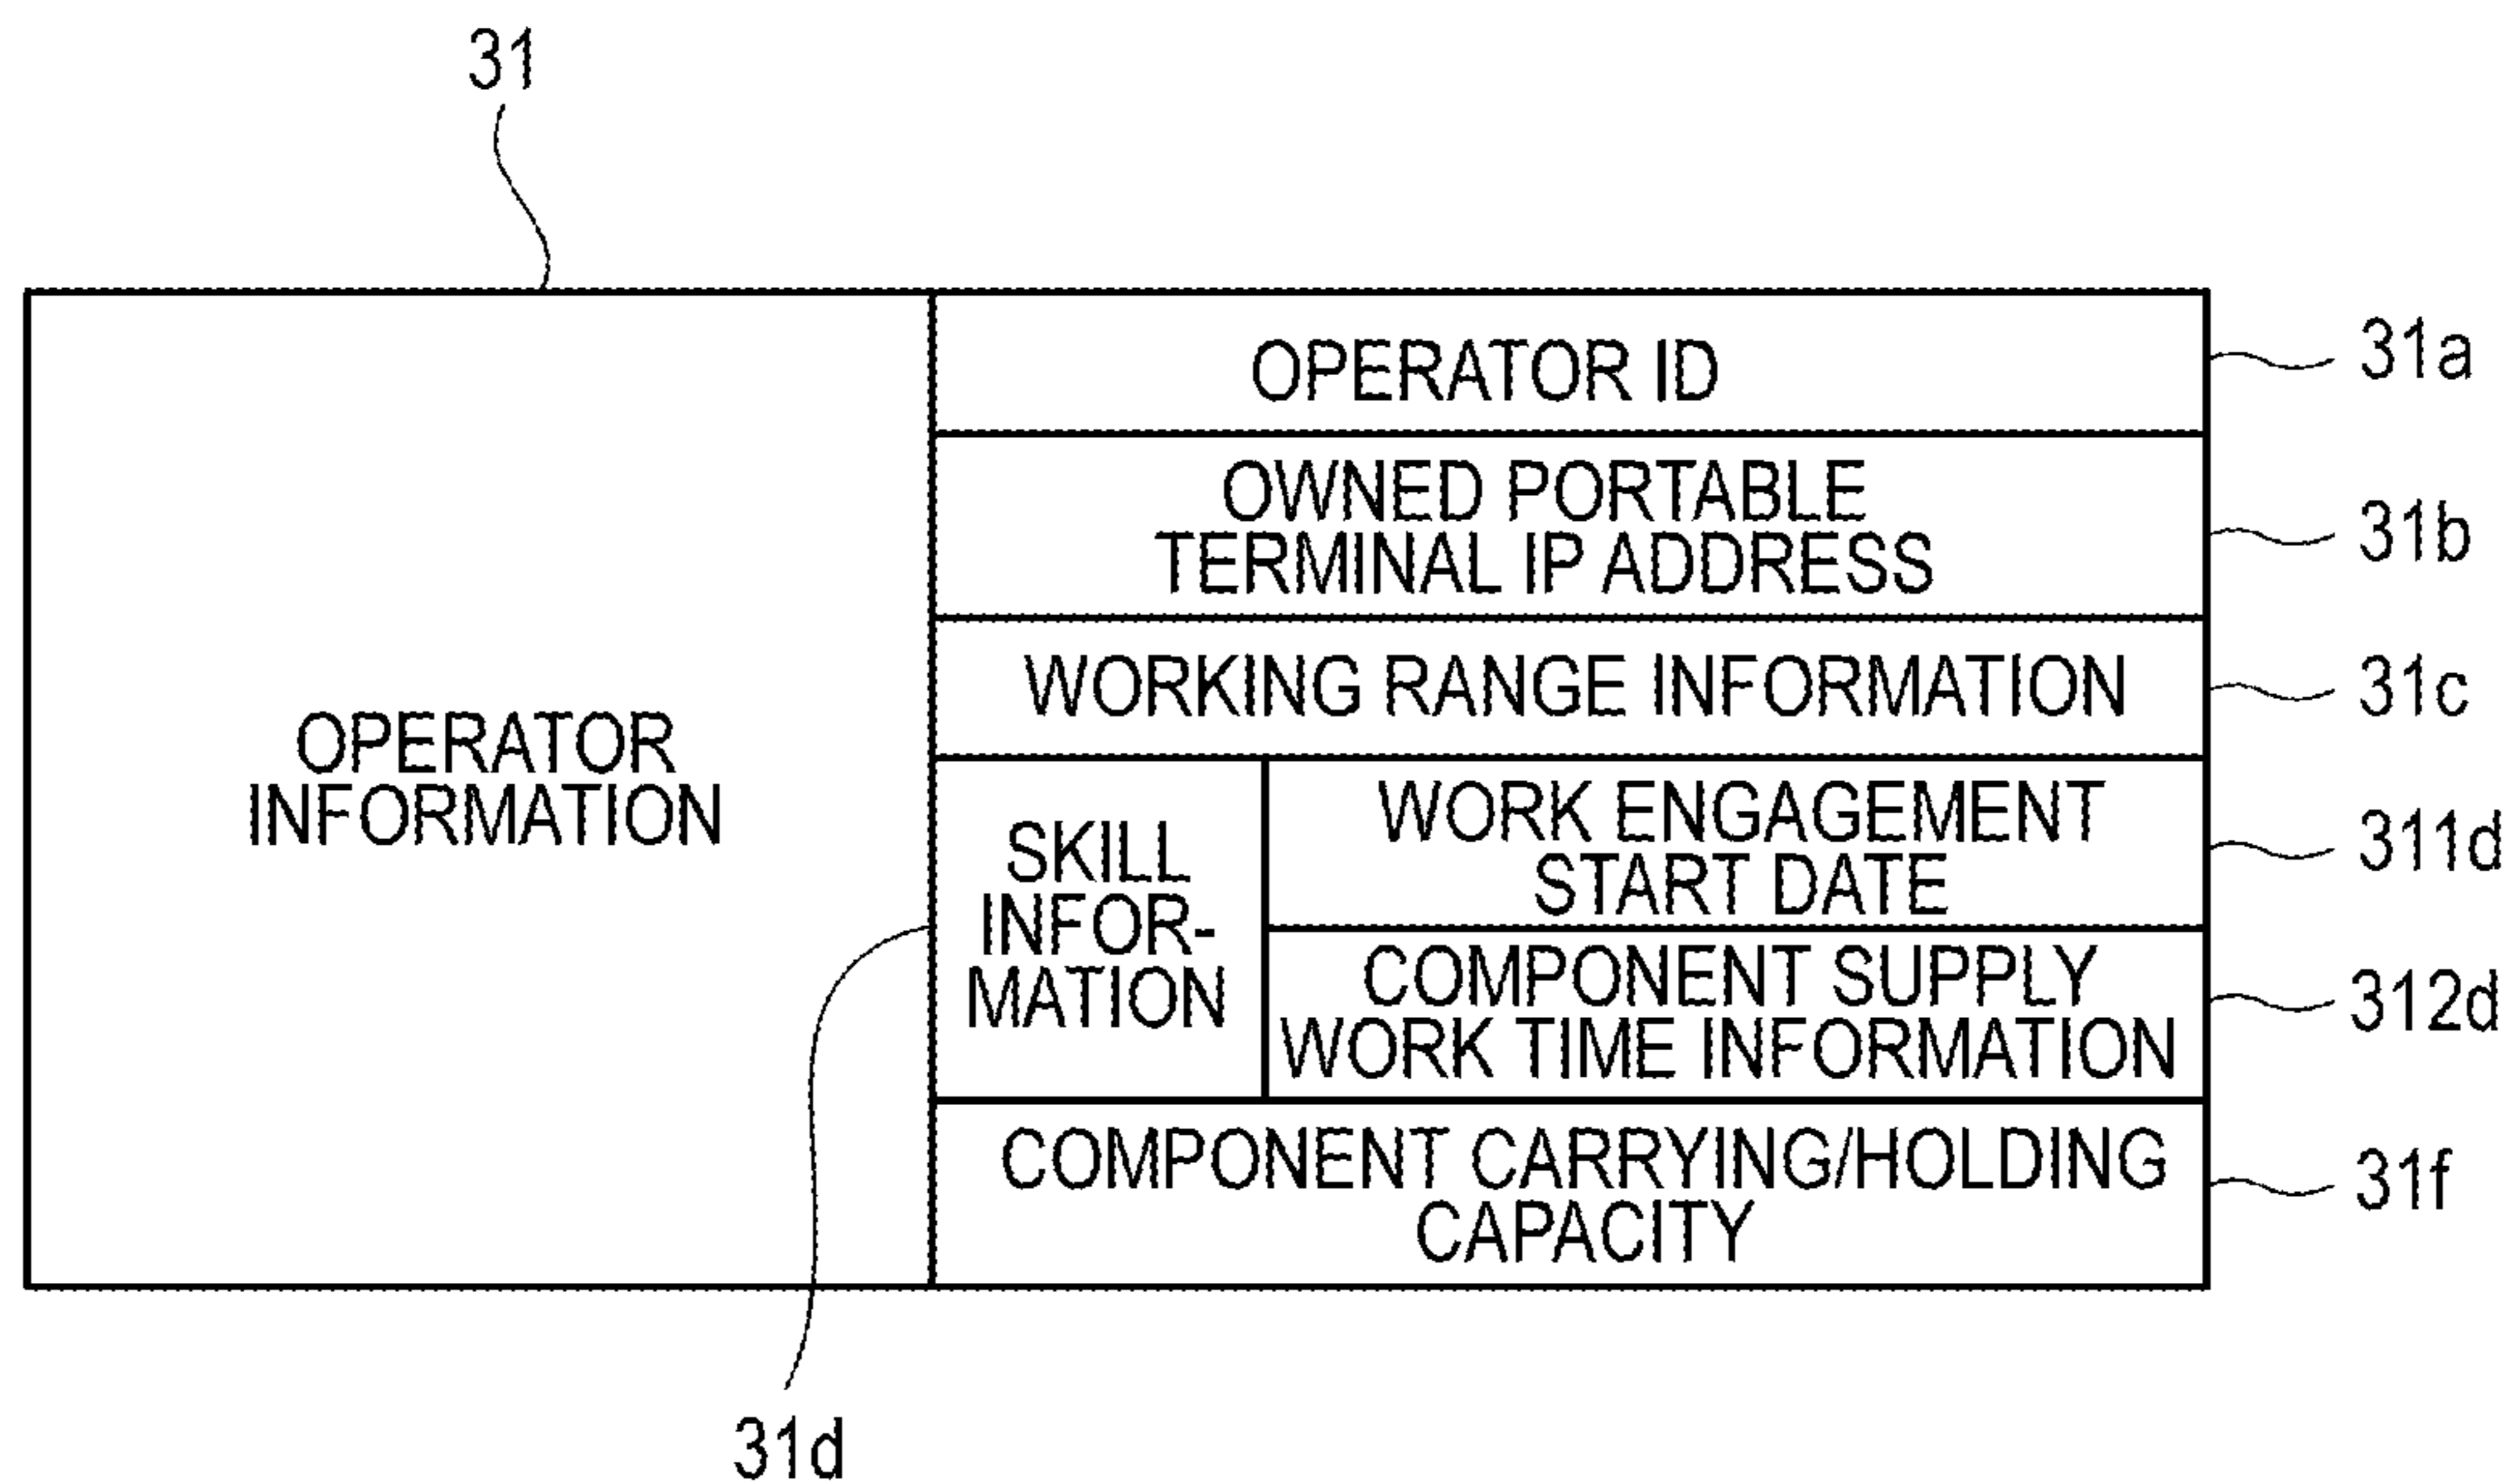 31
OPERATOR
INFORMATION
OPERATOR ID
31a
OWNED PORTABLE
TERMINAL IP ADDRESS
31b
WORKING RANGE INFORMATION
31c
SKILL
INFOR-
MATION
WORK ENGAGEMENT
START DATE
311d
COMPONENT SUPPLY
WORK TIME INFORMATION
312d
COMPONENT CARRYING/HOLDING
CAPACITY
31f
31d